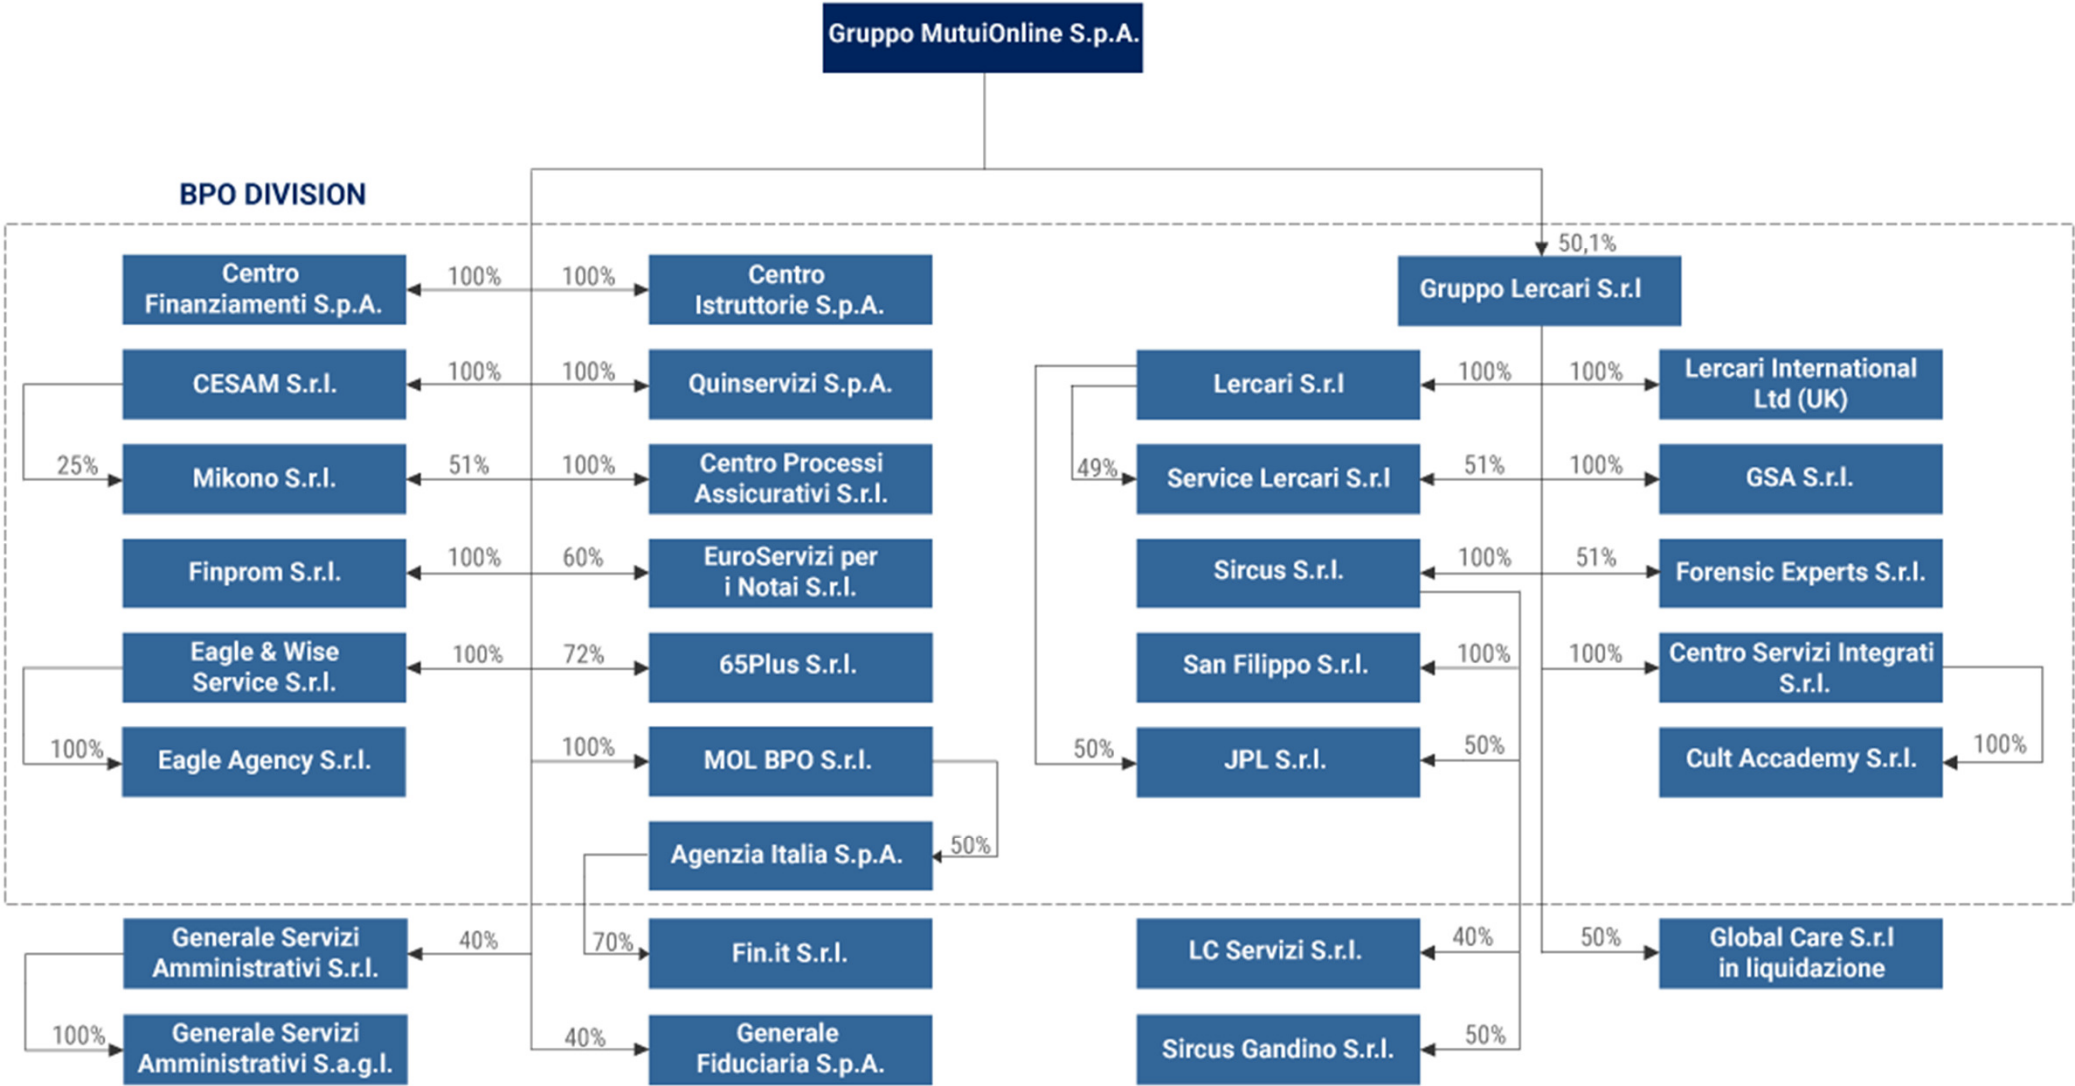 Gruppo MutuiOnline S.p.A.
BPO DIVISION
50,1%
Centro
Finanziamenti S.p.A.
100%
100%
Centro
Istruttorie S.p.A.
Gruppo Lercari S.r.l
CESAM S.r.l.
100%
100%
Quinservizi S.p.A.
Lercari S.r.l
100%
100%
Lercari International
Ltd (UK)
25%
Mikono S.r.l.
51%
100%
Centro Processi
Assicurativi S.r.l.
49%
Service Lercari S.r.l
51%
100%
GSA S.r.l.
Finprom S.r.l.
100%
60%
EuroServizi per
i Notai S.r.l.
Sircus S.r.l.
100%
51%
Forensic Experts S.r.l.
Eagle & Wise
Service S.r.l.
100%
72%
65Plus S.r.l.
San Filippo S.r.l.
100%
100%
Centro Servizi Integrati
S.r.l.
100%
Eagle Agency S.r.l.
100%
MOL BPO S.r.l.
50%
JPL S.r.l.
50%
Cult Accademy S.r.l.
100%
Agenzia Italia S.p.A.
50%
Generale Servizi
Amministrativi S.r.l.
40%
70%
Fin.it S.r.l.
LC Servizi S.r.l.
40%
50%
Global Care S.r.l
in liquidazione
100%
Generale Servizi
Amministrativi S.a.g.l.
40%
Generale
Fiduciaria S.p.A.
Sircus Gandino S.r.l.
50%